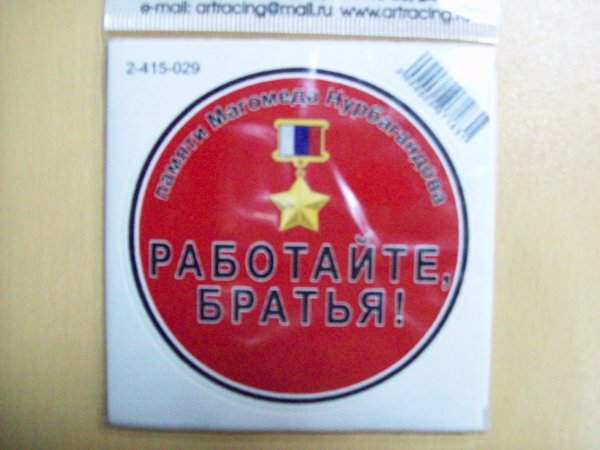 e-mail: artracing@mail.ru www.artracing.ru
2-415-029
памяти Магомеда Нурбагандова
РАБОТАЙТЕ,
БРАТЬЯ!